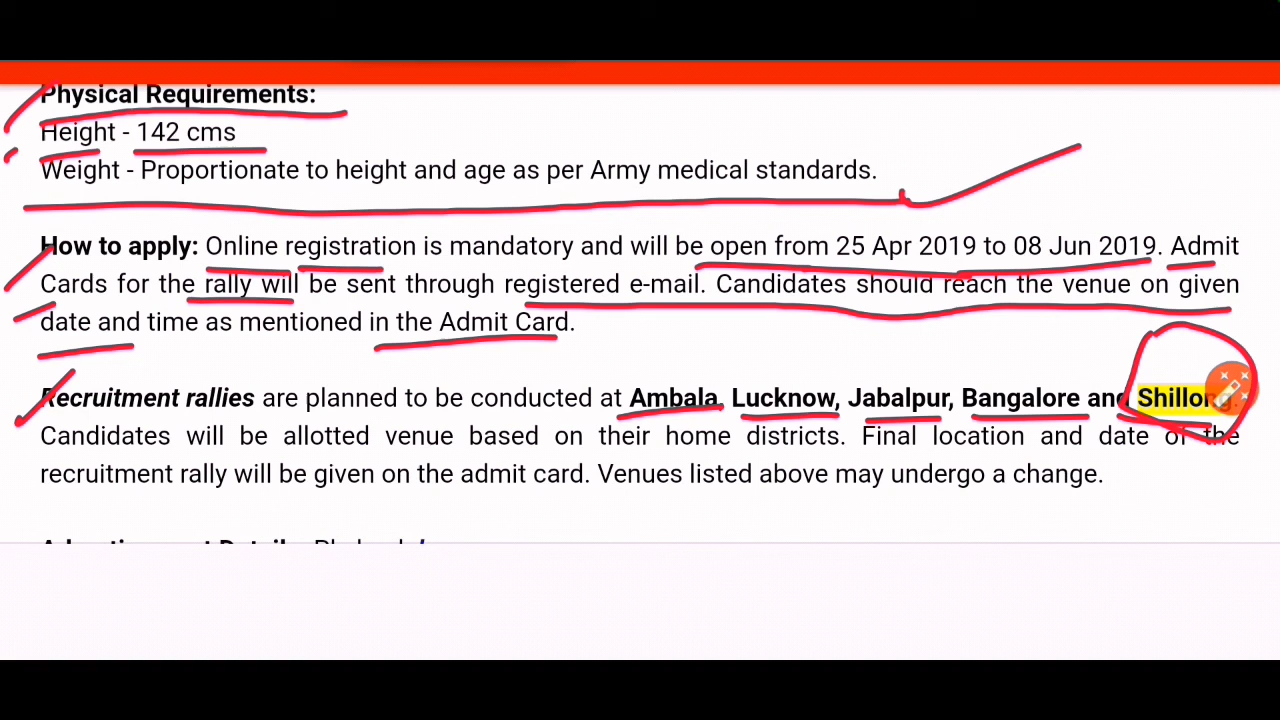 Physical Requirements:
Height - 142 cms
Weight - Proportionate to height and age as per Army medical standards.
How to apply: Online registration is mandatory and will be open from 25 Apr 2019 to 08 Jun 2019. Admit
Cards for the rally will be sent through registered e-mail. Candidates should reach the venue on given
date and time as mentioned in the Admit Card.
Recruitment rallies are planned to be conducted at Ambala, Lucknow, Jabalpur, Bangalore and Shillong.
Candidates will be allotted venue based on their home districts. Final location and date of the
recruitment rally will be given on the admit card. Venues listed above may undergo a change.